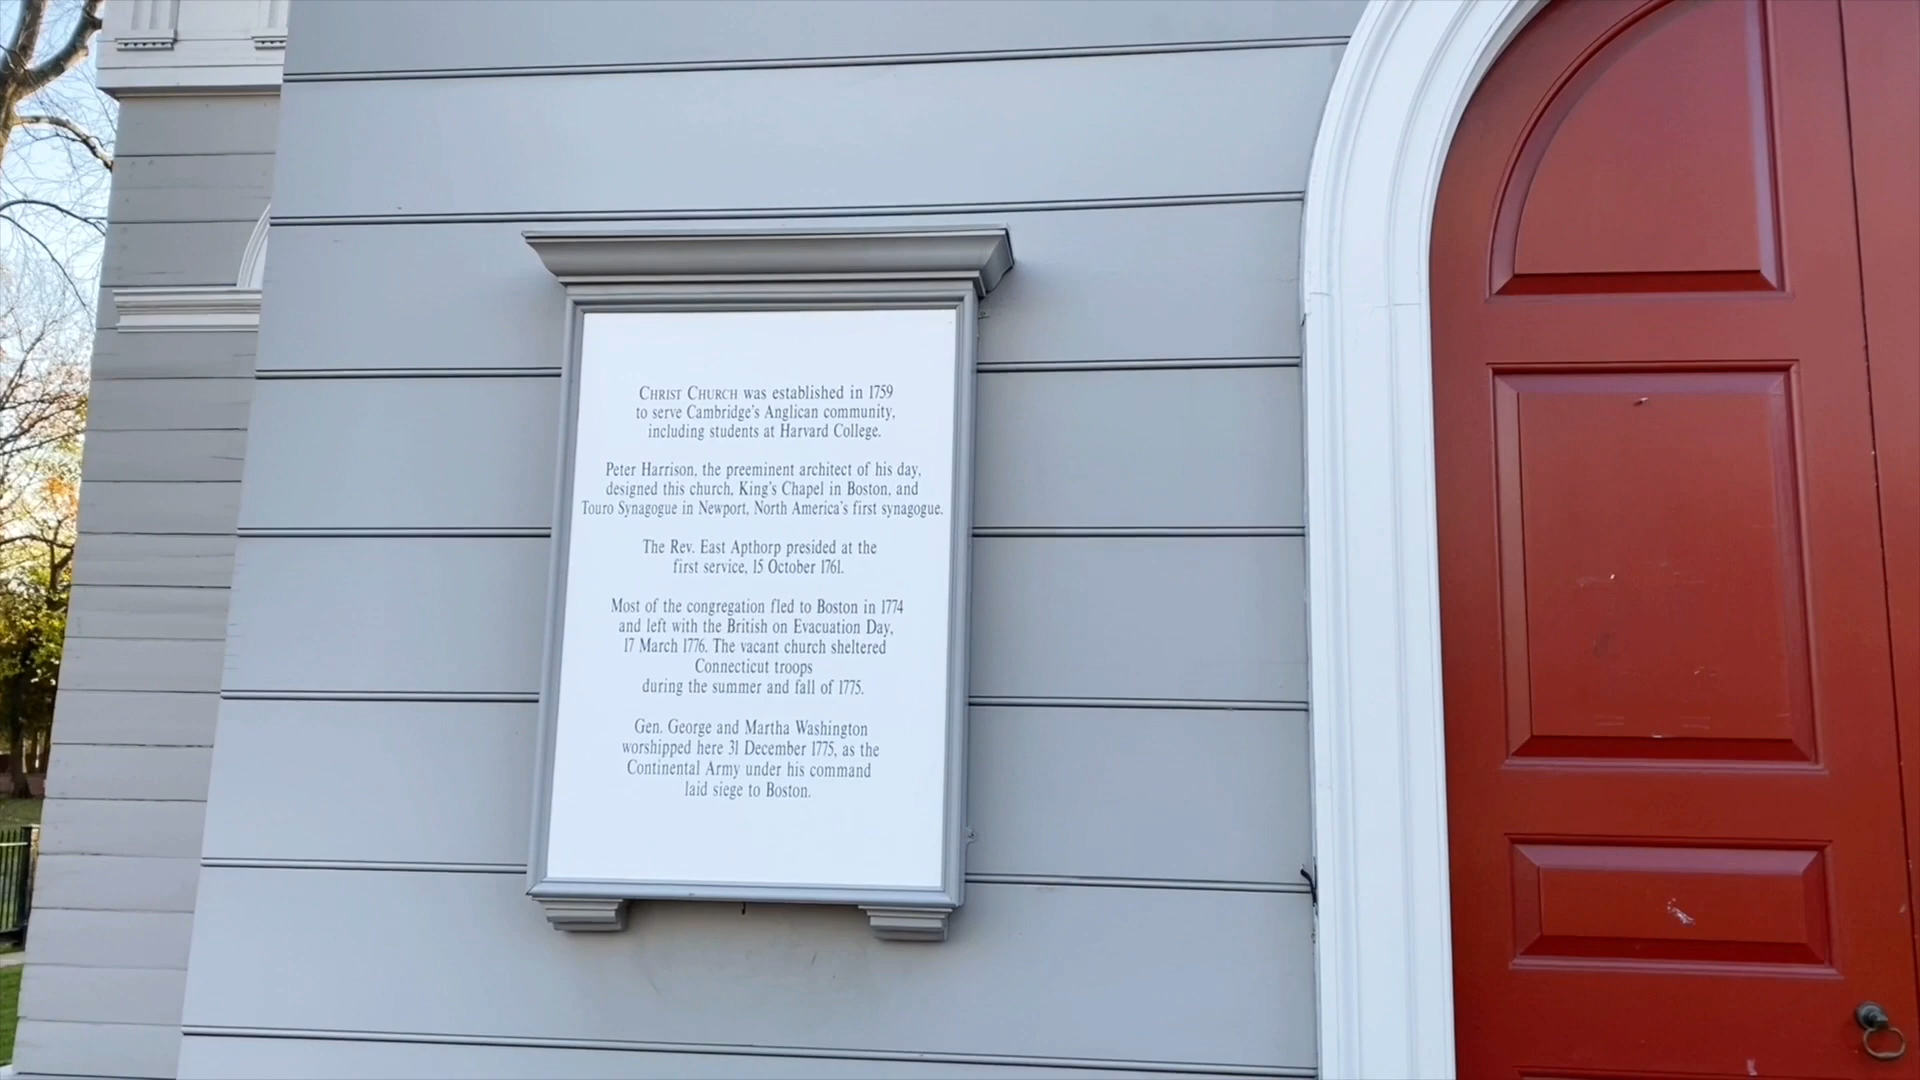 CHRIST CHURCH was established in 1759
to serve Cambridge's Anglican community,
including students at Harvard College.
Peter Harrison, the preeminent architect of his day,
designed this church, King's Chapel in Boston, and
Touro Synagogue in Newport, North America's first synagogue.
The Rev. East Apthorp presided at the
first service, 15 October 1761.
Most of the congregation fled to Boston in 1774
and left with the British on Evacuation Day,
17 March 1776. The vacant church sheltered
Connecticut troops
during the summer and fall of 1775.
Gen. George and Martha Washington
worshipped here 31 December 1775, as the
Continental Army under his command
laid siege to Boston.